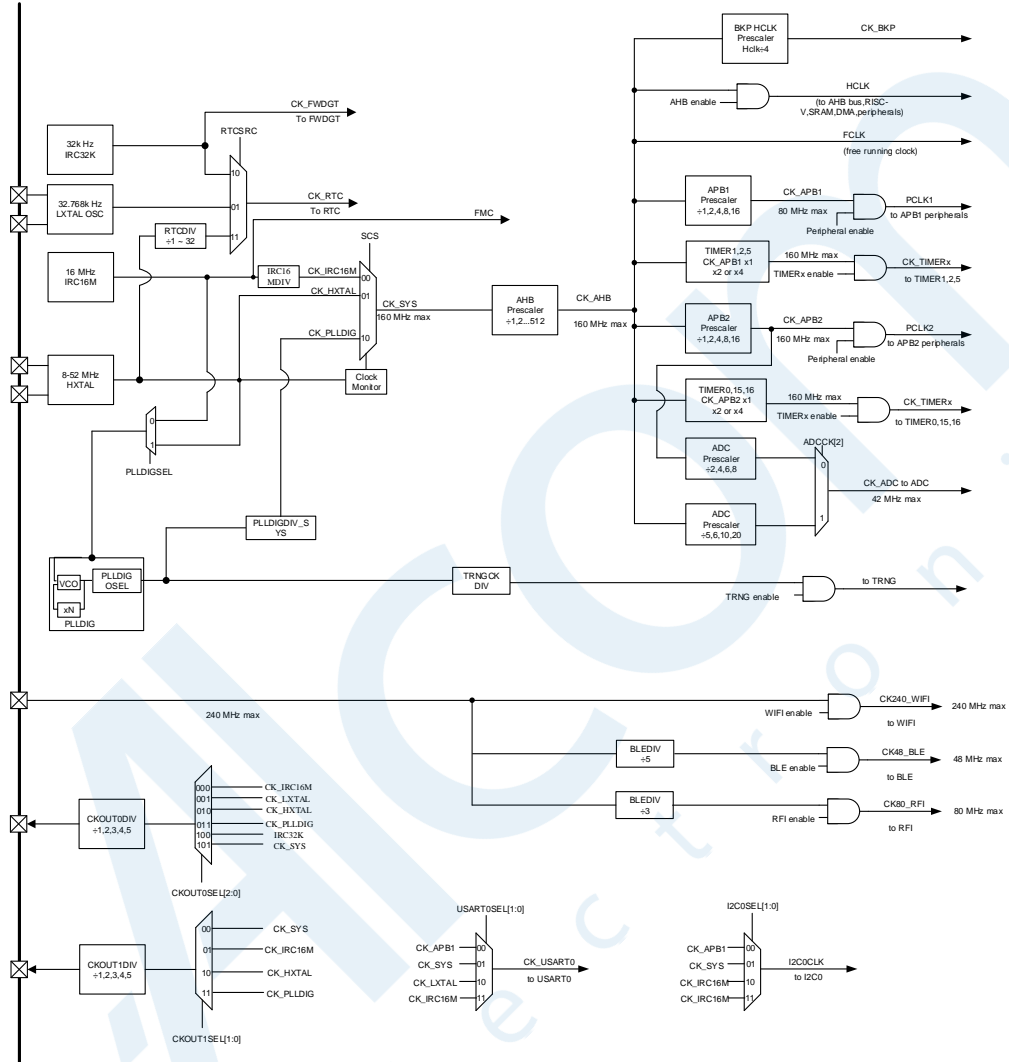 BKP HCLK
Prescaler
Hclk÷4
CK_BKP
HCLK
AHB enable
(to AHB bus,RISC-
V,SRAM,DMA,peripherals)
CK_FWDGT
To FWDGT
FCLK
(free running clock)
32k Hz
IRC32K
RTCSRC
10
01
11
32.768k Hz
LXTAL OSC
CK_RTC
To RTC
FMC
RTCDIV
÷1 ~ 32
APB1
Prescaler
÷1,2,4,8,16
CK_APB1
80 MHz max
Peripheral enable
PCLK1
to APB1 peripherals
SCS
16 MHz
IRC16M
IRC16
MDIV
CK_IRC16M
00
CK_HXTAL
01
CK_PLLDIG
10
CK_SYS
160 MHz max
AHB
Prescaler
÷1,2...512
CK_AHB
160 MHz max
TIMER1,2,5
CK_APB1 x1
x2 or x4
160 MHz max
TIMERx enable
CK_TIMERx
to TIMER1,2,5
APB2
Prescaler
÷1,2,4,8,16
CK_APB2
160 MHz max
Peripheral enable
PCLK2
to APB2 peripherals
8-52 MHz
HXTAL
Clock
Monitor
TIMER0,15,16
CK_APB2 x1
x2 or x4
160 MHz max
TIMERx enable
CK_TIMERx
to TIMER0,15,16
0
1
PLLDIGSEL
ADC
Prescaler
÷2,4,6,8
ADCCK[2]
0
1
CK_ADC to ADC
42 MHz max
ADC
Prescaler
÷5,6,10,20
PLLDIGDIV_S
YS
VCO
xN
PLLDIG
OSEL
PLLDIG
TRNGCK
DIV
TRNG enable
to TRNG
240 MHz max
WIFI enable
CK240_WIFI
to WIFI
240 MHz max
BLEDIV
÷5
BLE enable
CK48_BLE
to BLE
48 MHz max
BLEDIV
÷3
RFI enable
CK80_RFI
to RFI
80 MHz max
CKOUT0DIV
÷1,2,3,4,5
000 CK_IRC16M
001 CK_LXTAL
010 CK_HXTAL
011 CK_PLLDIG
100 IRC32K
101 CK_SYS
CKOUT0SEL[2:0]
CKOUT1DIV
÷1,2,3,4,5
00 CK_SYS
01 CK_IRC16M
10 CK_HXTAL
11 CK_PLLDIG
CKOUT1SEL[1:0]
USART0SEL[1:0]
CK_APB1 00
CK_SYS 01
CK_LXTAL 10
CK_IRC16M 11
CK_USART0
to USART0
I2C0SEL[1:0]
CK_APB1 00
CK_SYS 01
CK_IRC16M 10
CK_IRC16M 11
I2C0CLK
to I2C0